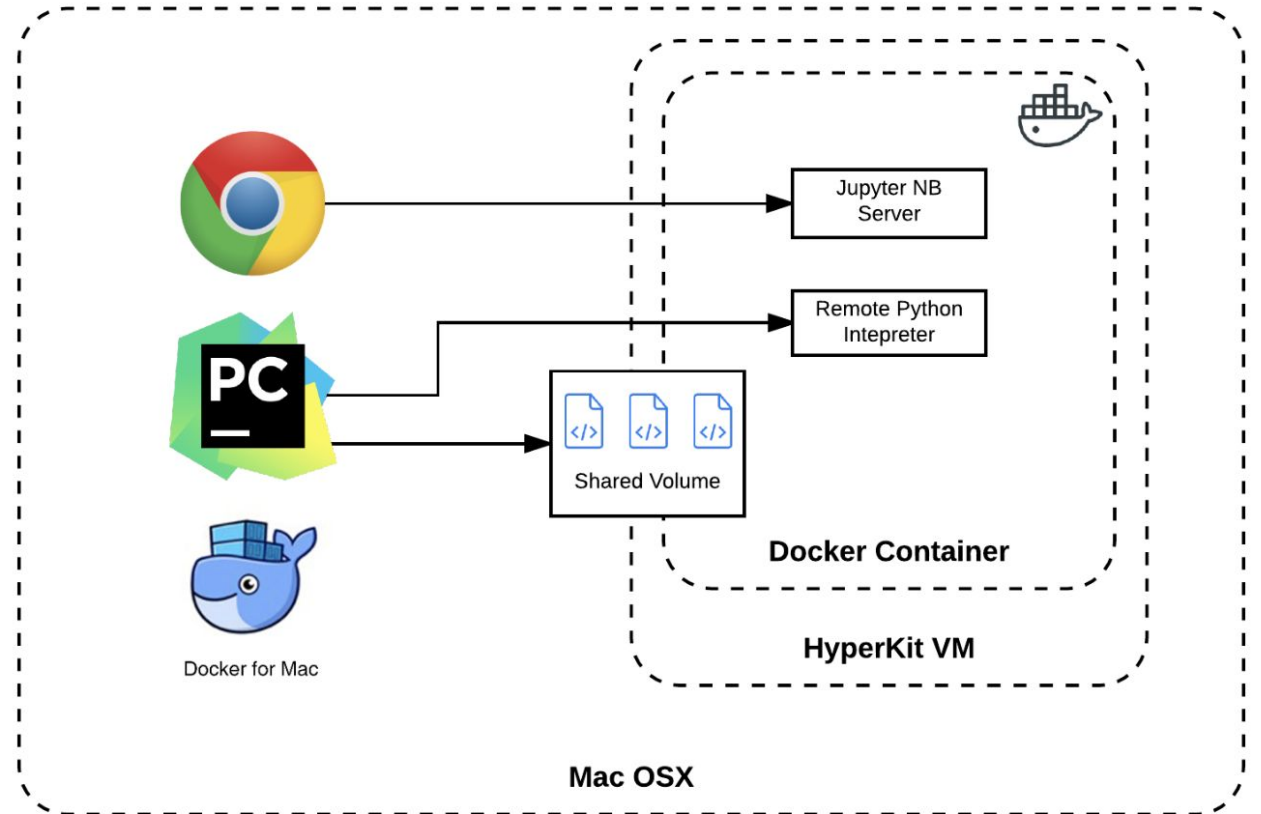 Jupyter NB
Server
Remote Python
Intepreter
PC
</>
</>
</>
Shared Volume
Docker Container
HyperKit VM
Docker for Mac
Mac OSX